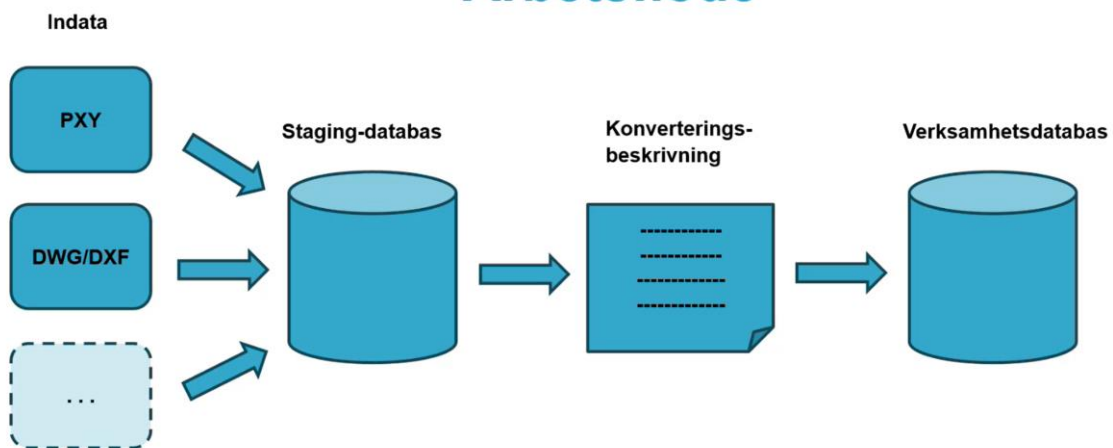 Indata
PXY
DWG/DXF
...
Staging-databas
Konverterings-
beskrivning
------------
------------
-------------
-------------
Verksamhetsdatabas